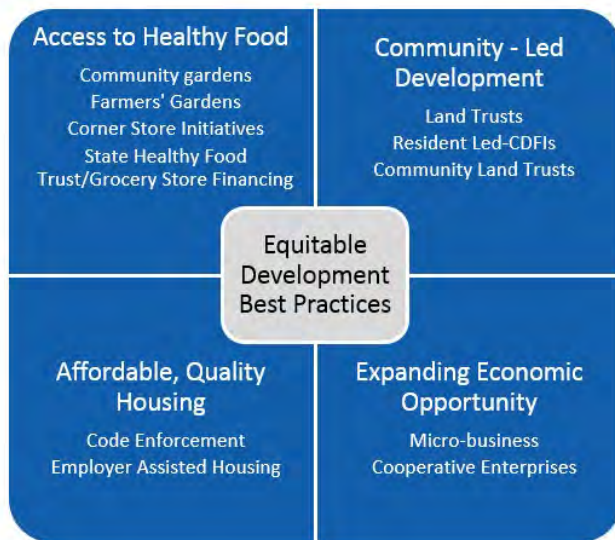 Access to Healthy Food
Community gardens
Farmers' Gardens
Corner Store Initiatives
State Healthy Food
Trust/Grocery Store Financing
Community - Led
Development
Land Trusts
Resident Led-CDFIs
Community Land Trusts
Equitable
Development
Best Practices
Affordable, Quality
Housing
Code Enforcement
Employer Assisted Housing
Expanding Economic
Opportunity
Micro-business
Cooperative Enterprises